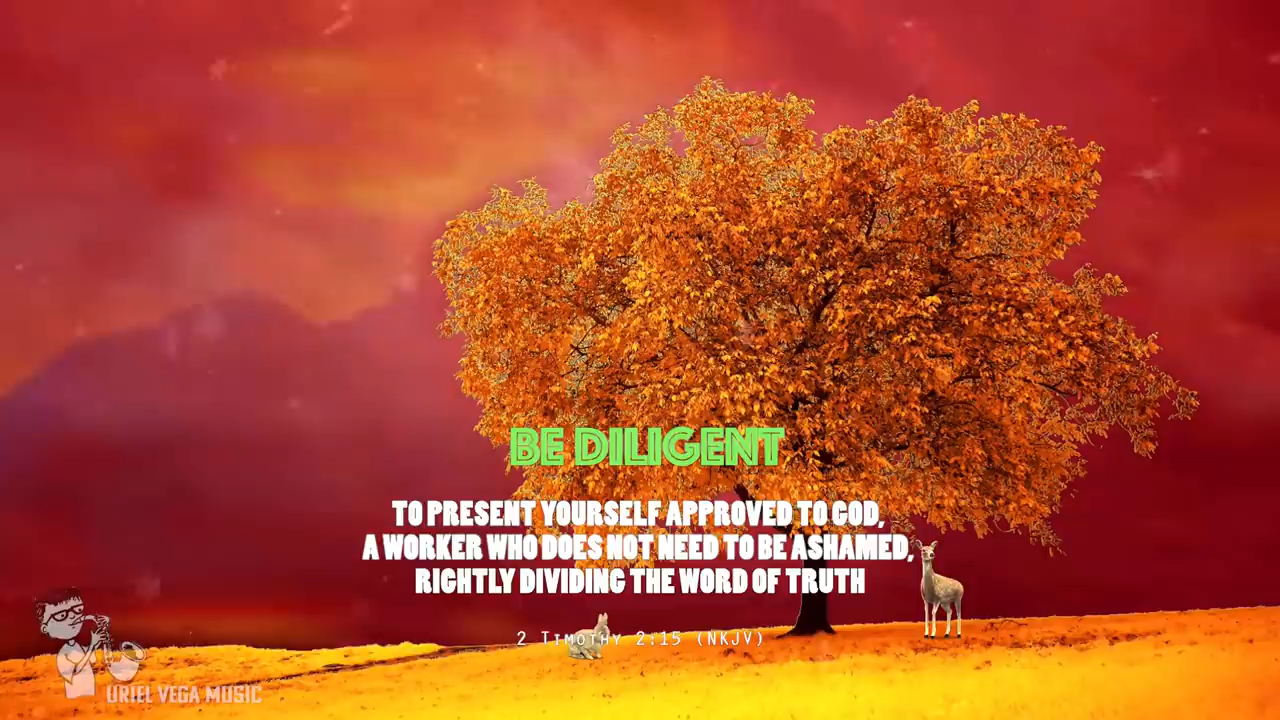 BE DILIGENT
TO PRESENT YOURSELF APPROVED TO GOD,
A WORKER WHO DOES NOT NEED TO BE ASHAMED,
RIGHTLY DIVIDING THE WORD OF TRUTH
2 Timothy 2:15 (NKJV)
URIEL VEGA MUSIC